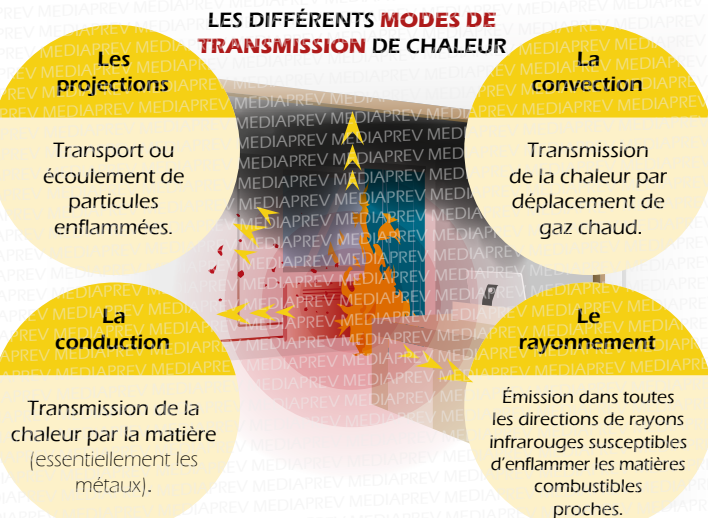 LES DIFFÉRENTS MODES DE
TRANSMISSION DE CHALEUR
Les
projections
Transport ou
écoulement de
particules
enflammées.
La
convection
Transmission
de la chaleur par
déplacement de
gaz chaud.
La
conduction
Transmission de la
chaleur par la matière
(essentiellement les
métaux).
Le
rayonnement
Émission dans toutes
les directions de rayons
infrarouges susceptibles
d'enflammer les matières
combustibles
proches.
MEDIAPREV